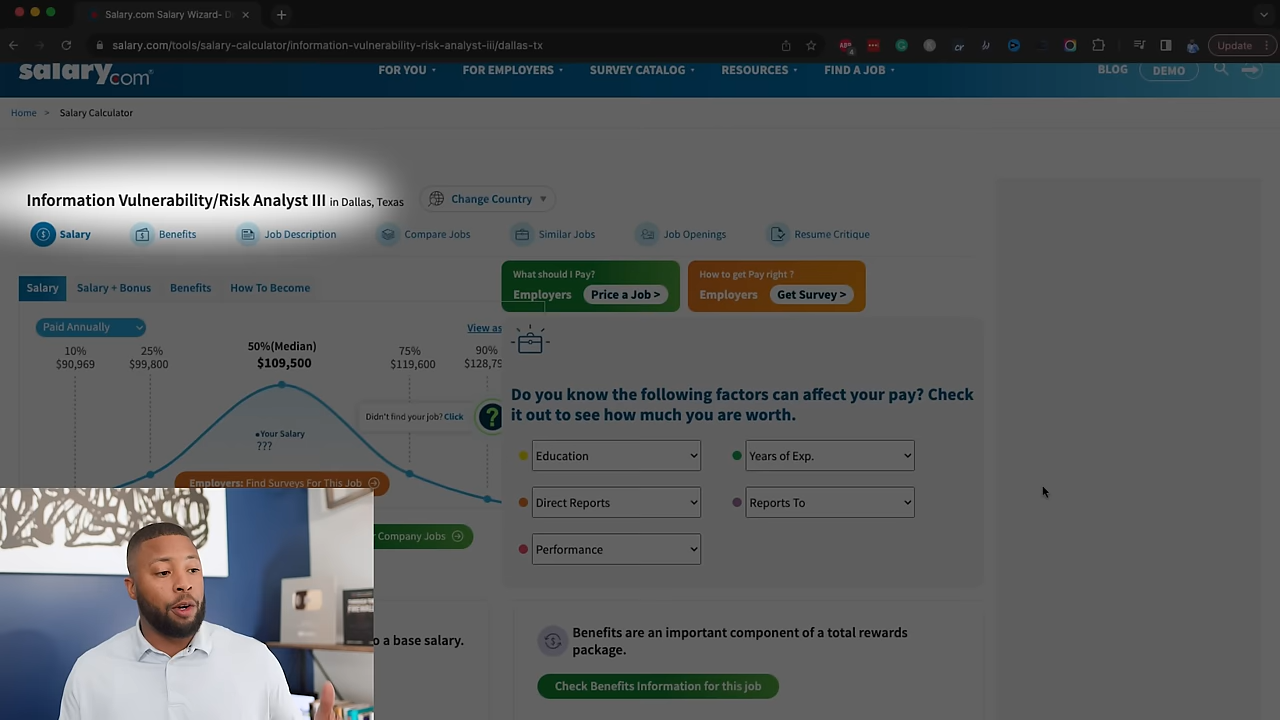 Salary.com Salary Wizard- D
salary.com/tools/salary-calculator/information-vulnerability-risk-analyst-iii/dallas-tx
Update
salary.com
FOR YOU
FOR EMPLOYERS
SURVEY CATALOG
RESOURCES
FIND A JOB
BLOG
DEMO
Home > Salary Calculator
Information Vulnerability/Risk Analyst III in Dallas, Texas
Change Country
Salary
Benefits
Job Description
Compare Jobs
Similar Jobs
Job Openings
Resume Critique
Salary
Salary + Bonus
Benefits
How To Become
What should I Pay?
Employers
Price a Job >
How to get Pay right ?
Employers
Get Survey >
Paid Annually
View as
10%
$90,969
25%
$99,800
50%(Median)
$109,500
75%
$119,600
90%
$128,79
Didn't find your job? Click
?
Your Salary
???
Employers: Find Surveys For This Job
Company Jobs
o a base salary.
Do you know the following factors can affect your pay? Check
it out to see how much you are worth.
Education
Years of Exp.
Direct Reports
Reports To
Performance
Benefits are an important component of a total rewards
package.
Check Benefits Information for this job